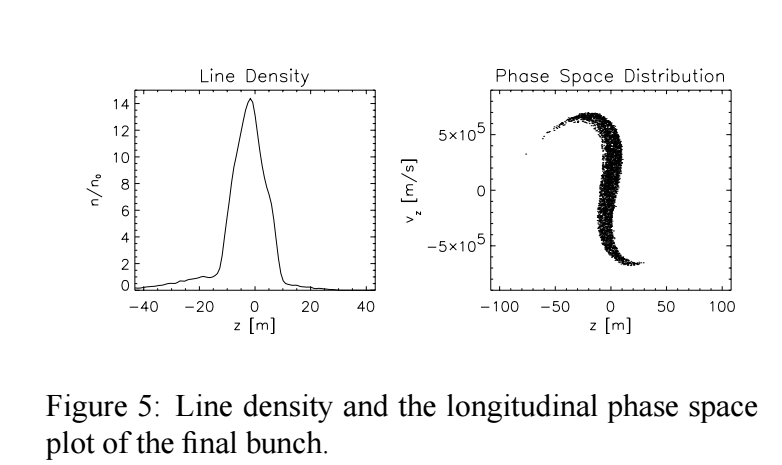 Line Density
14
12
10
8
6
4
2
0
n/n₀
−40 −20 0 20 40
z [m]
Phase Space Distribution
5×10⁵
0
−5×10⁵
v_z [m/s]
−100 −50 0 50 100
z [m]
Figure 5: Line density and the longitudinal phase space
plot of the final bunch.